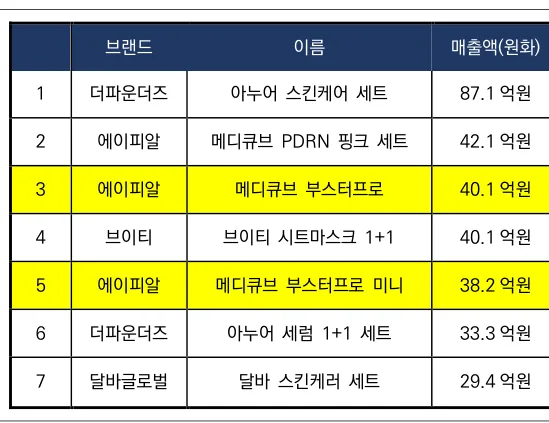 브랜드 이름 매출액(원화)
1 더파운더즈 아누어 스킨케어 세트 87.1 억원
2 에이피알 메디큐브 PDRN 핑크 세트 42.1 억원
3 에이피알 메디큐브 부스터프로 40.1 억원
4 브이티 브이티 시트마스크 1+1 40.1 억원
5 에이피알 메디큐브 부스터프로 미니 38.2 억원
6 더파운더즈 아누어 세럼 1+1 세트 33.3 억원
7 달바글로벌 달바 스킨케러 세트 29.4 억원